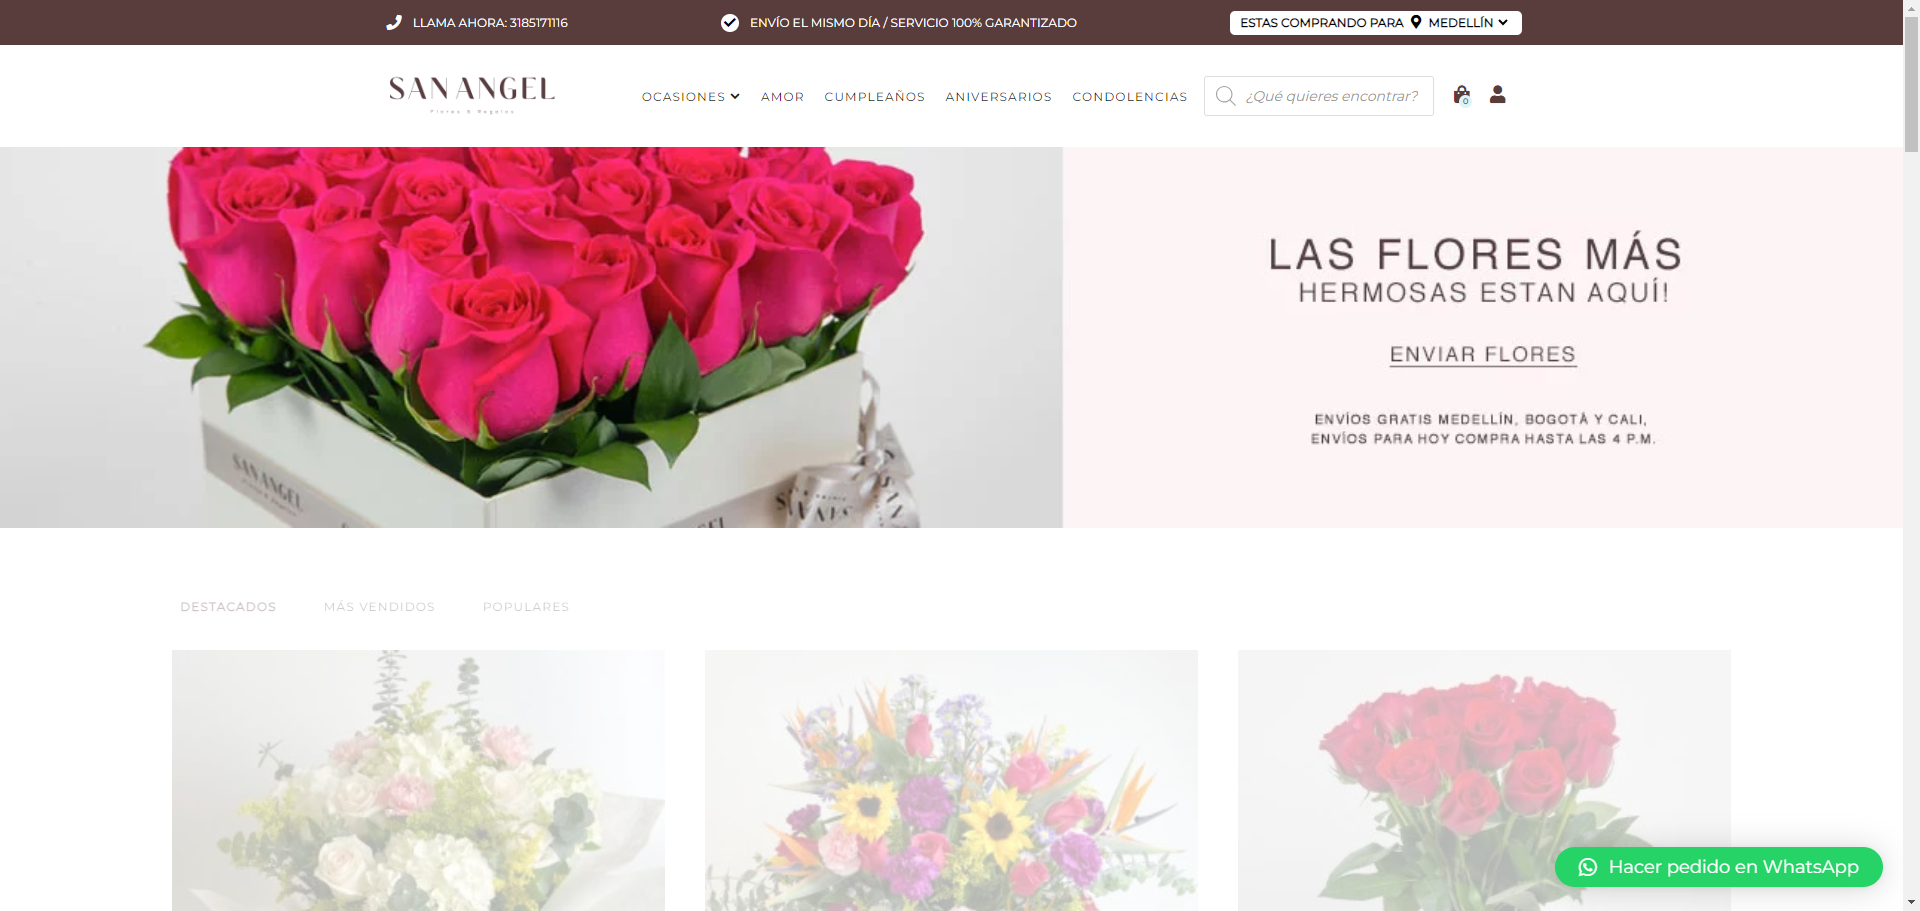 LLAMA AHORA: 3185171116
ENVÍO EL MISMO DÍA / SERVICIO 100% GARANTIZADO
ESTAS COMPRANDO PARA MEDELLÍN
SAN ANGEL
Flores & Regalos
OCASIONES
AMOR
CUMPLEAÑOS
ANIVERSARIOS
CONDOLENCIAS
¿Qué quieres encontrar?
0
LAS FLORES MÁS
HERMOSAS ESTAN AQUÍ!
ENVIAR FLORES
ENVÍOS GRATIS MEDELLÍN, BOGOTÁ Y CALI,
ENVÍOS PARA HOY COMPRA HASTA LAS 4 P.M.
SAN ANGEL
DESTACADOS
MÁS VENDIDOS
POPULARES
Hacer pedido en WhatsApp